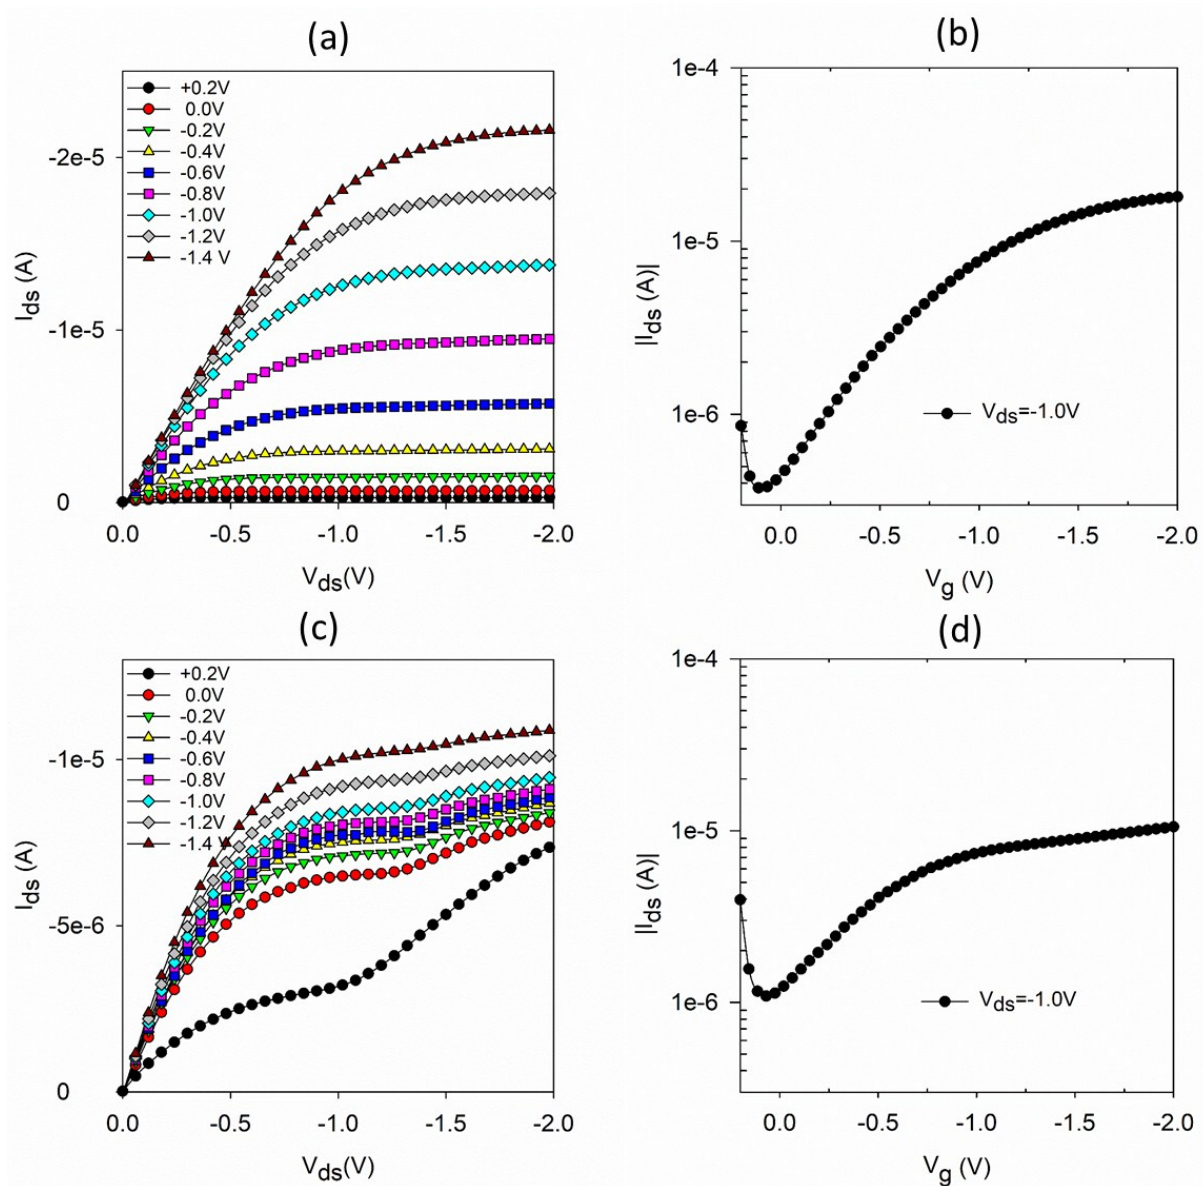 (a)
+0.2V
0.0V
-0.2V
-0.4V
-0.6V
-0.8V
-1.0V
-1.2V
-1.4 V
-2e-5
-1e-5
0
Ids (A)
0.0 -0.5 -1.0 -1.5 -2.0
Vds(V)
(b)
1e-4
1e-5
1e-6
|Ids (A)|
Vds=-1.0V
0.0 -0.5 -1.0 -1.5 -2.0
Vg (V)
(c)
+0.2V
0.0V
-0.2V
-0.4V
-0.6V
-0.8V
-1.0V
-1.2V
-1.4
-1e-5
-5e-6
0
Ids (A)
0.0 -0.5 -1.0 -1.5 -2.0
Vds(V)
(d)
1e-4
1e-5
1e-6
|Ids (A)|
Vds=-1.0V
0.0 -0.5 -1.0 -1.5 -2.0
Vg (V)